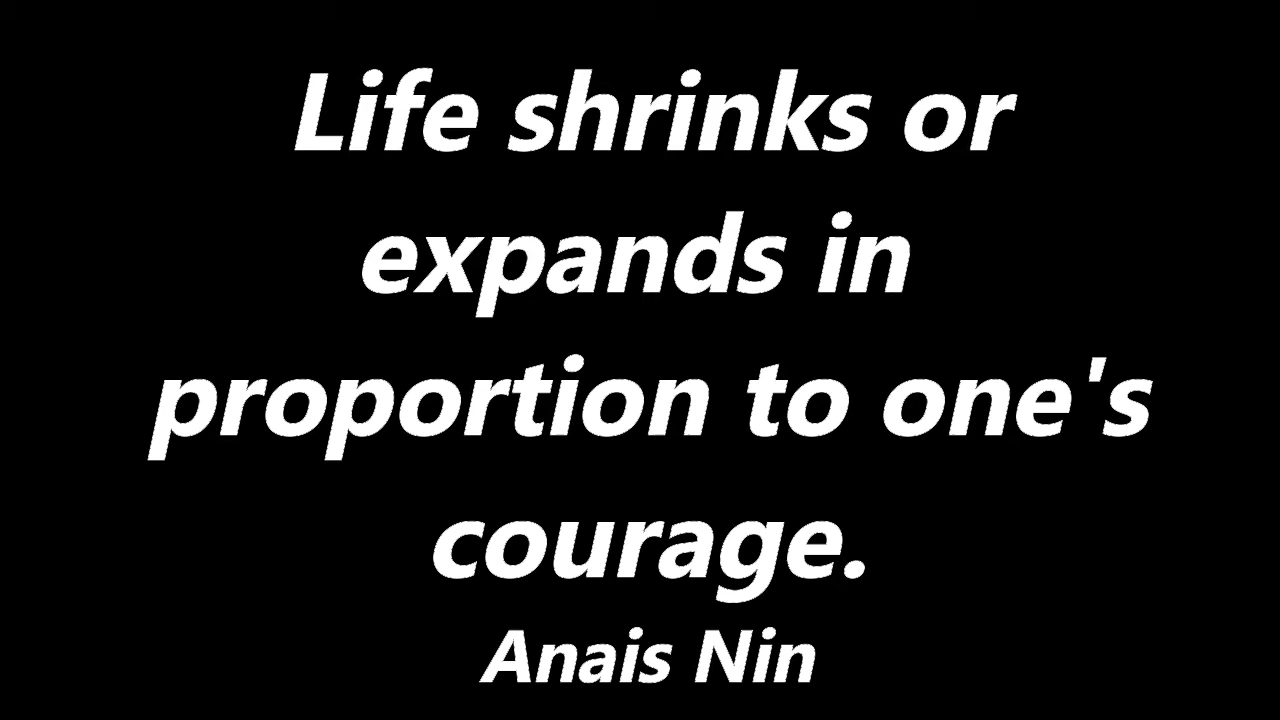 Life shrinks or
expands in
proportion to one's
courage.
Anais Nin